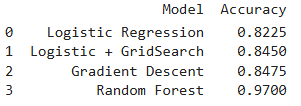 Model Accuracy
0 Logistic Regression 0.8225
1 Logistic + GridSearch 0.8450
2 Gradient Descent 0.8475
3 Random Forest 0.9700